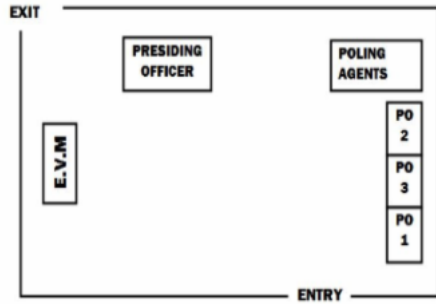 EXIT
PRESIDING
OFFICER
POLING
AGENTS
PO
2
E.V.M
PO
3
PO
1
ENTRY